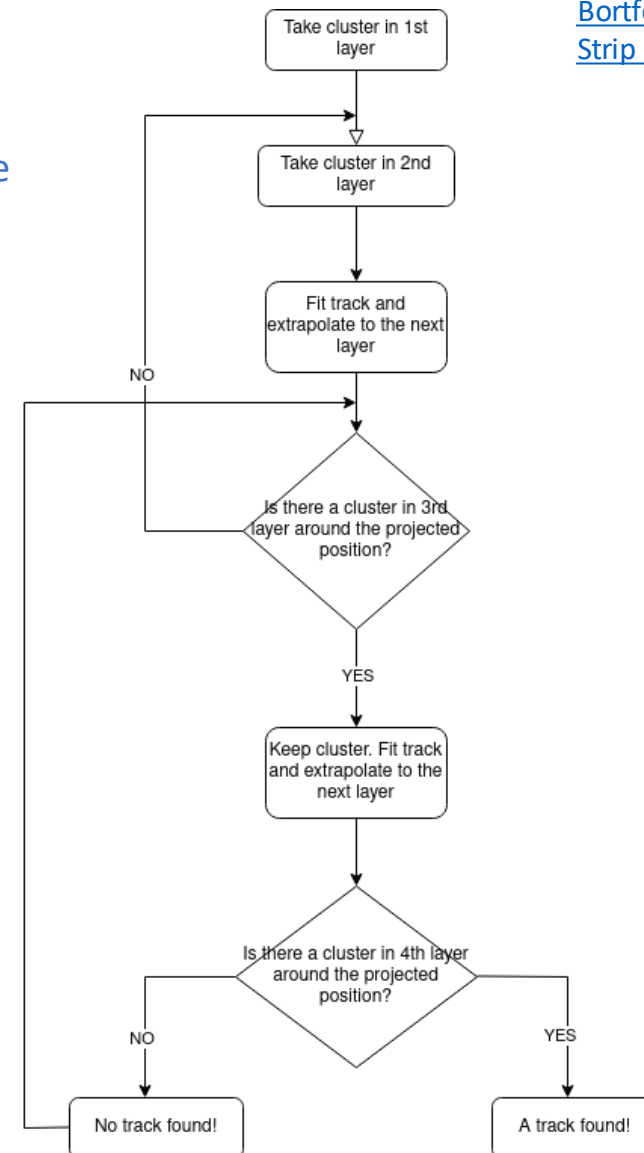 Take cluster in 1st
layer
Strip
Take cluster in 2nd
layer
Fit track and
extrapolate to the next
layer
NO
Is there a cluster in 3rd
layer around the projected
position?
YES
Keep cluster. Fit track
and extrapolate to the
next layer
Is there a cluster in 4th layer
around the projected
position?
NO
YES
No track found!
A track found!